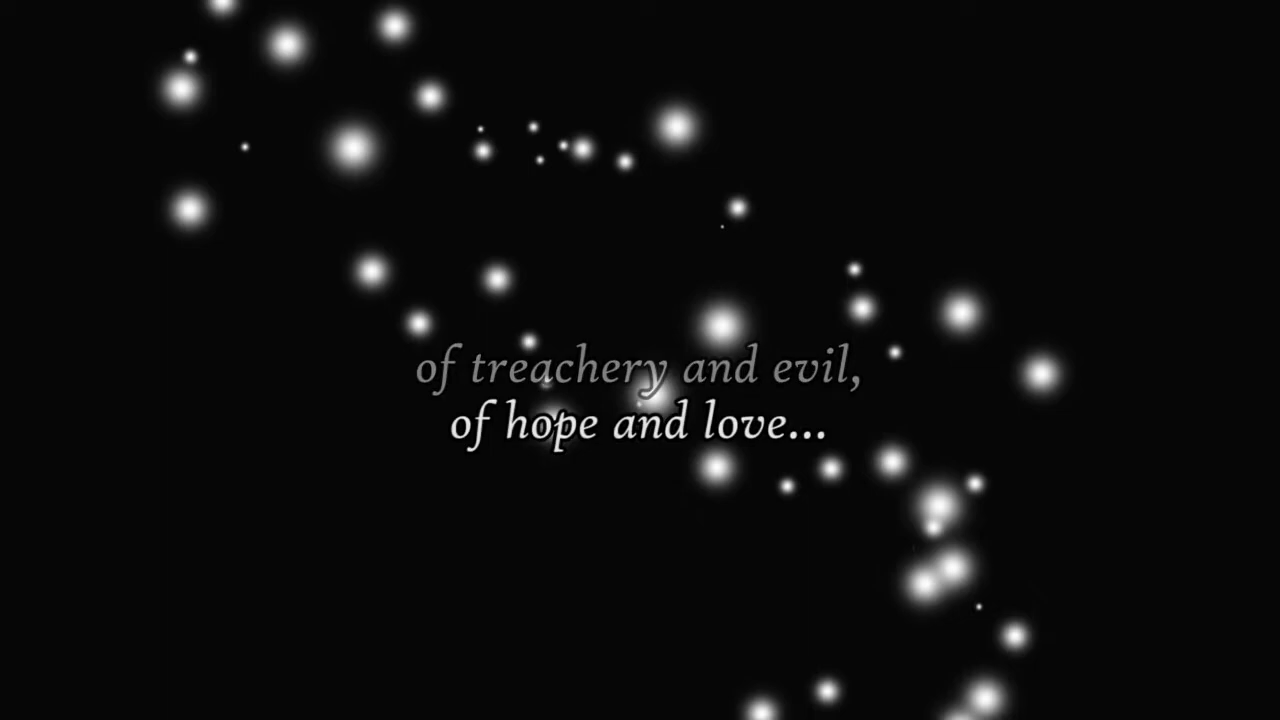 of treachery and evil,
of hope and love...